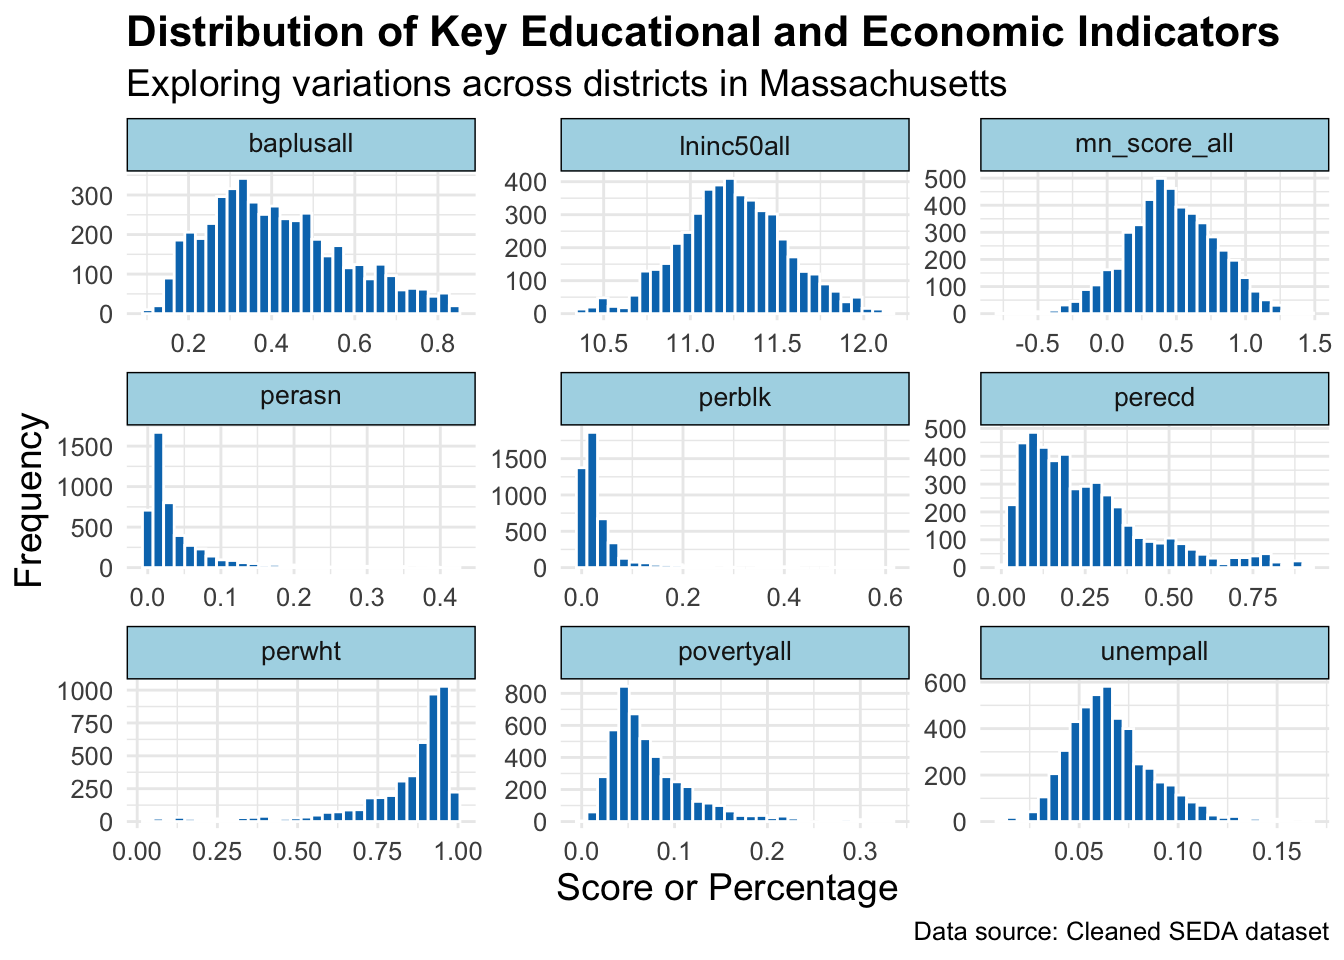 Distribution of Key Educational and Economic Indicators
Exploring variations across districts in Massachusetts
baplusall
lninc50all
mn_score_all
300
200
100
0
0.2 0.4 0.6 0.8
400
300
200
100
0
10.5 11.0 11.5 12.0
500
400
300
200
100
0
-0.5 0.0 0.5 1.0 1.5
perasn
perblk
perecd
1500
1000
500
0
0.0 0.1 0.2 0.3 0.4
1500
1000
500
0
0.0 0.2 0.4 0.6
500
400
300
200
100
0
0.00 0.25 0.50 0.75
perwht
povertyall
unempall
1000
750
500
250
0
0.00 0.25 0.50 0.75 1.00
800
600
400
200
0
0.0 0.1 0.2 0.3
600
400
200
0
0.05 0.10 0.15
Frequency
Score or Percentage
Data source: Cleaned SEDA dataset